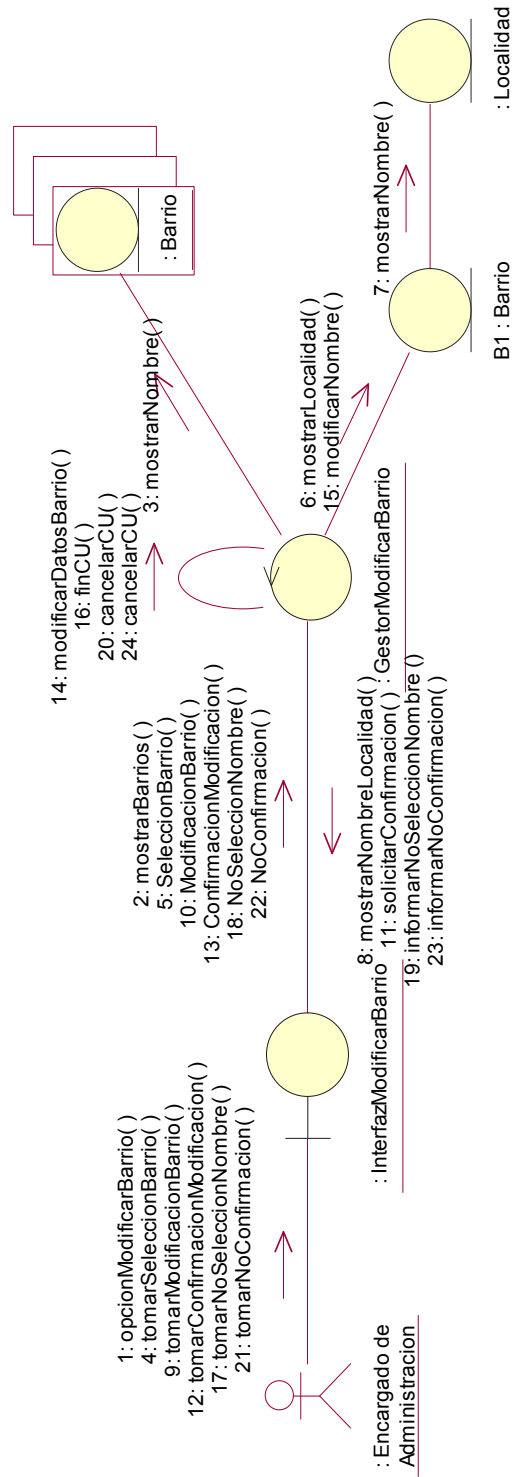 1: opcionModificarBarrio( )
4: tomarSeleccionBarrio( )
9: tomarModificacionBarrio( )
12: tomarConfirmacionModificacion( )
17: tomarNoSeleccionNombre( )
21: tomarNoConfirmacion( )
: Encargado de
Administracion
: InterfazModificarBarrio
2: mostrarBarrios( )
5: SeleccionBarrio( )
10: ModificacionBarrio( )
13: ConfirmacionModificacion( )
18: NoSeleccionNombre( )
22: NoConfirmacion( )
8: mostrarNombreLocalidad( )
11: solicitarConfirmacion( )
19: informarNoSeleccionNombre ( )
23: informarNoConfirmacion( )
: GestorModificarBarrio
14: modificarDatosBarrio( )
16: finCU( )
20: cancelarCU( )
24: cancelarCU( )
3: mostrarNombre( )
: Barrio
6: mostrarLocalidad( )
15: modificarNombre( )
B1 : Barrio
7: mostrarNombre( )
: Localidad